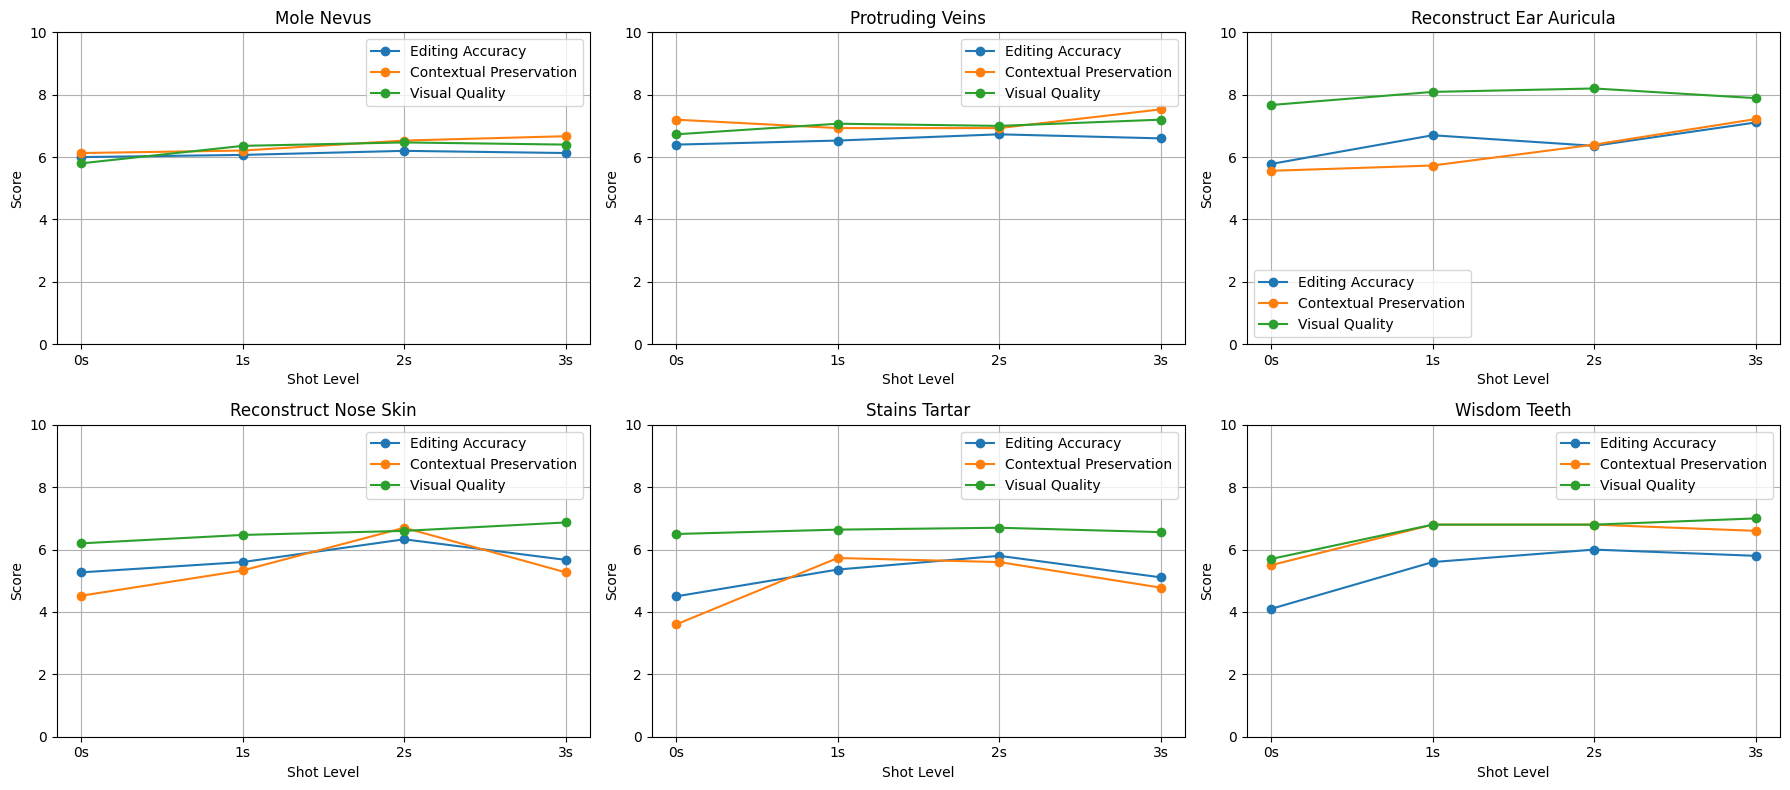 Mole Nevus
10
8
6
4
2
0
Score
0s 1s 2s 3s
Shot Level
Editing Accuracy
Contextual Preservation
Visual Quality
Protruding Veins
10
8
6
4
2
0
Score
0s 1s 2s 3s
Shot Level
Editing Accuracy
Contextual Preservation
Visual Quality
Reconstruct Ear Auricula
10
8
6
4
2
0
Score
0s 1s 2s 3s
Shot Level
Editing Accuracy
Contextual Preservation
Visual Quality
Reconstruct Nose Skin
10
8
6
4
2
0
Score
0s 1s 2s 3s
Shot Level
Editing Accuracy
Contextual Preservation
Visual Quality
Stains Tartar
10
8
6
4
2
0
Score
0s 1s 2s 3s
Shot Level
Editing Accuracy
Contextual Preservation
Visual Quality
Wisdom Teeth
10
8
6
4
2
0
Score
0s 1s 2s 3s
Shot Level
Editing Accuracy
Contextual Preservation
Visual Quality